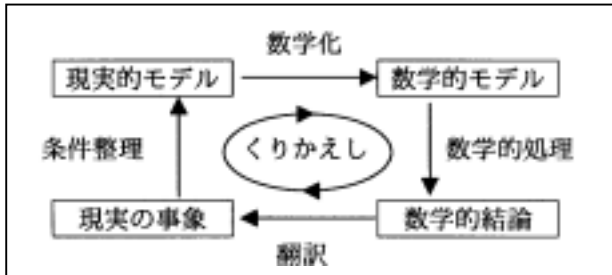 数学化
現実的モデル
数学的モデル
条件整理
くりかえし
数学的処理
現実の事象
数学的結論
翻訳